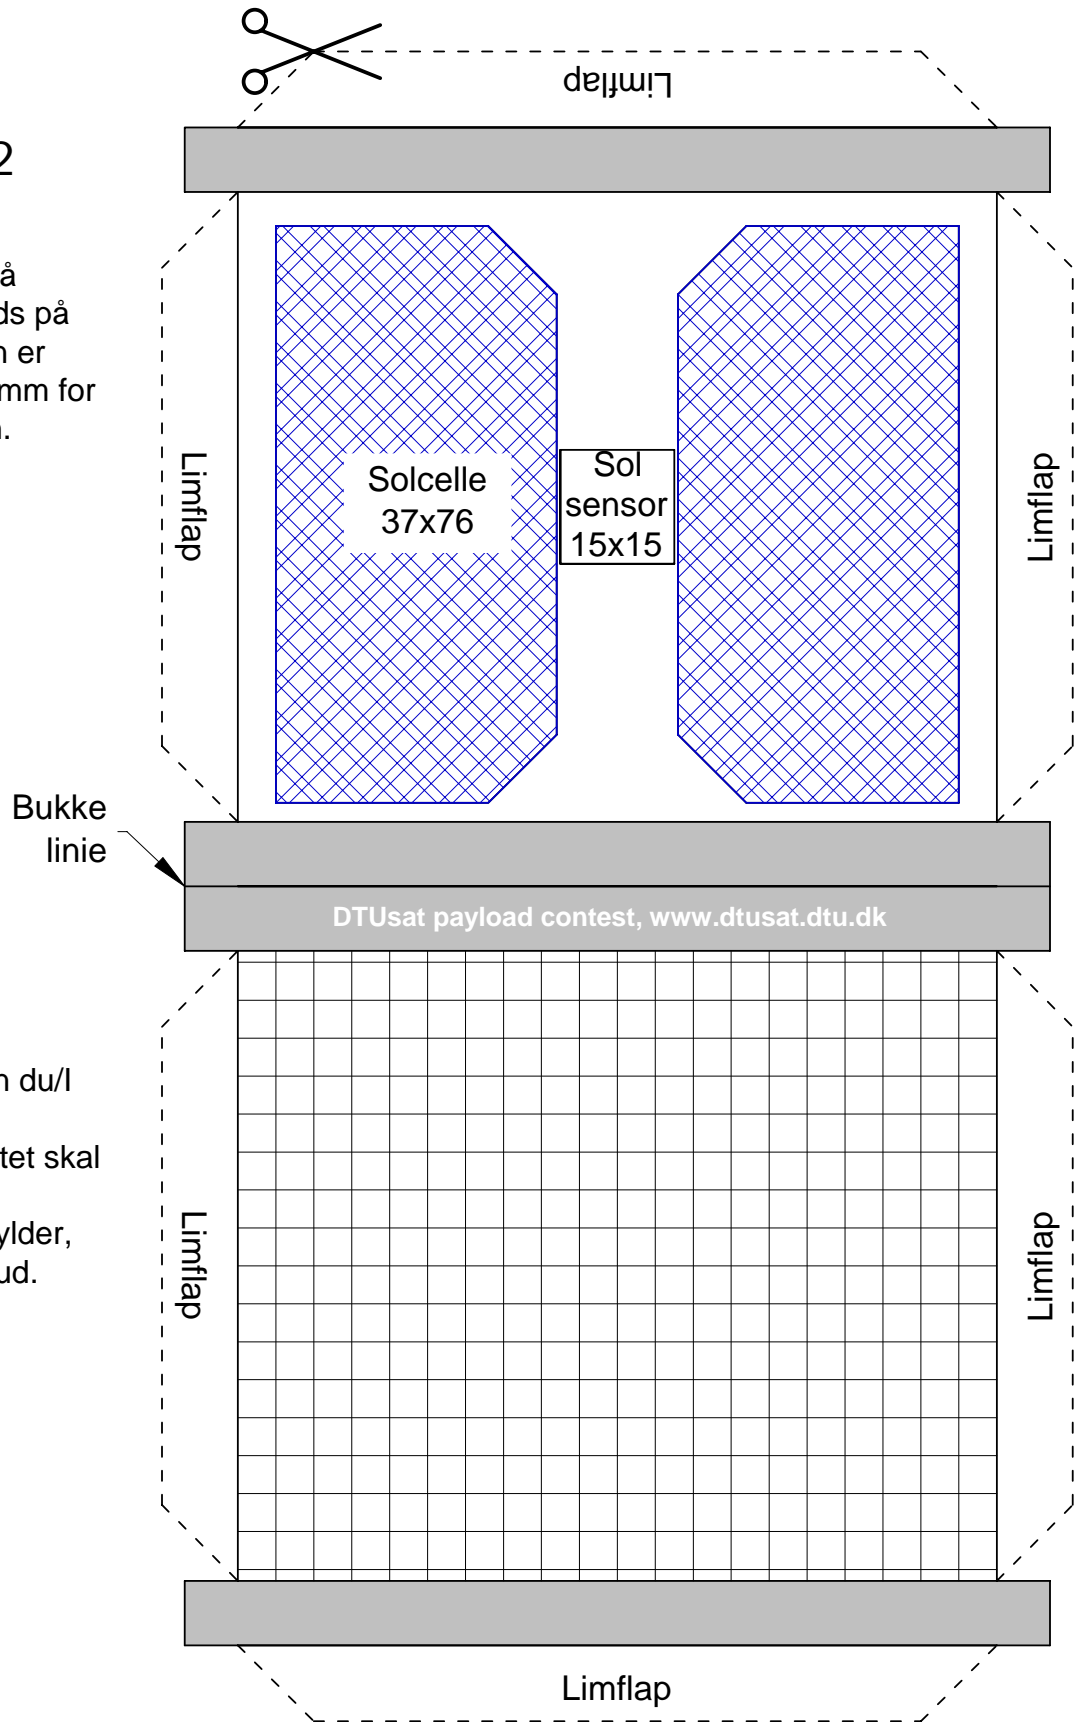 Limflap
2
å
ds på
n er
mm for
n.
Limflap
Solcelle
37x76
Sol
sensor
15x15
Limflap
Bukke
linie
DTUsat payload contest, www.dtusat.dtu.dk
n du/I
tet skal
ylder,
ud.
Limflap
Limflap
Limflap